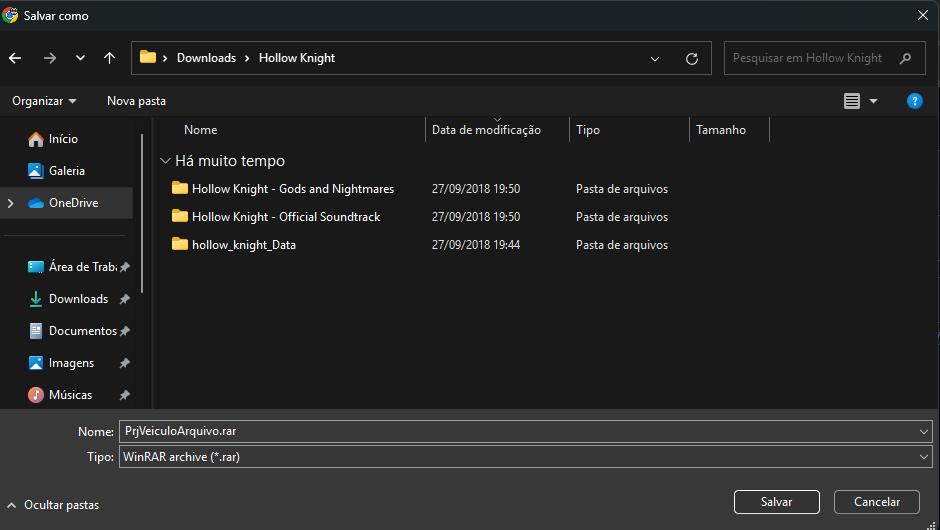 Salvar como
Downloads > Hollow Knight
Pesquisar em Hollow Knight
Organizar
Nova pasta
?
Início
Galeria
OneDrive
Área de Trab
Downloads
Documentos
Imagens
Músicas
Nome Data de modificação Tipo Tamanho
Há muito tempo
Hollow Knight - Gods and Nightmares 27/09/2018 19:50 Pasta de arquivos
Hollow Knight - Official Soundtrack 27/09/2018 19:50 Pasta de arquivos
hollow_knight_Data 27/09/2018 19:44 Pasta de arquivos
Nome: PrjVeiculoArquivo.rar
Tipo: WinRAR archive (*.rar)
Ocultar pastas
Salvar
Cancelar